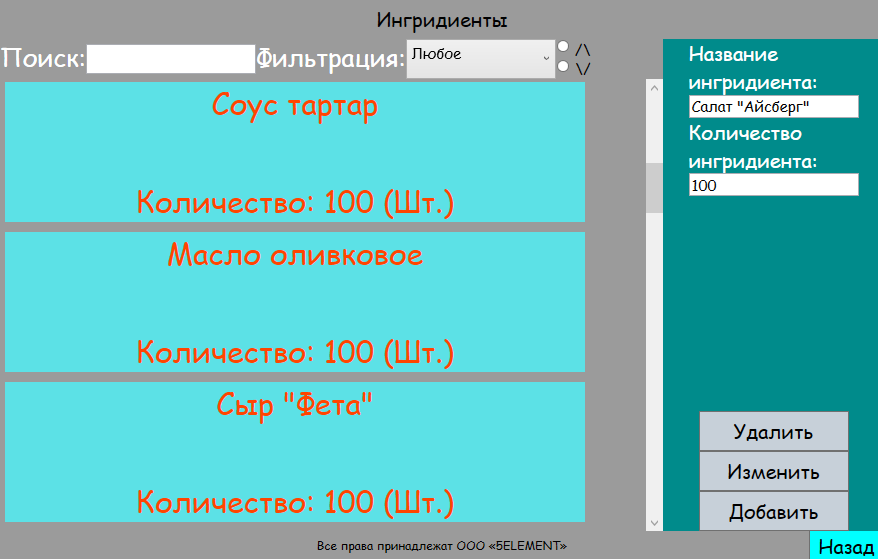 Ингридиенты
Поиск: Фильтрация: Любое /\
\/
Соус тартар
Количество: 100 (Шт.)
Масло оливковое
Количество: 100 (Шт.)
Сыр "Фета"
Количество: 100 (Шт.)
Название
ингридиента:
Салат "Айсберг"
Количество
ингридиента:
100
Удалить
Изменить
Добавить
Все права принадлежат ООО «5ELEMENT»
Назад